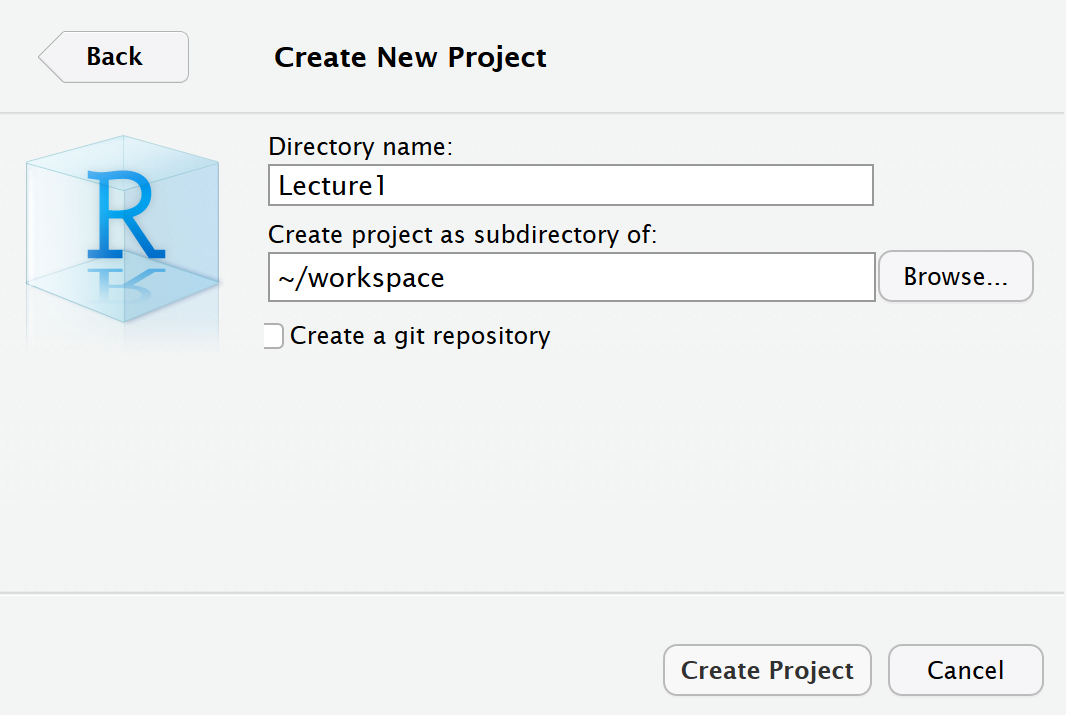 Back
Create New Project
R
Directory name:
Lecture1
Create project as subdirectory of:
~/workspace
Browse...
Create a git repository
Create Project
Cancel